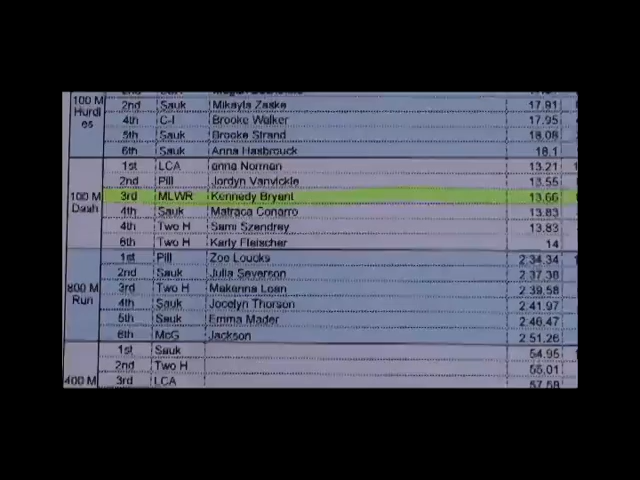 100 M Hurdles
2nd Sauk Mikayla Zaske 17.91
4th C-I Brooke Walker 17.95
5th Sauk Brooke Strand 18.08
6th Sauk Anna Hasbrouck 18.1
100 M Dash
1st LCA anna Norman 13.21
2nd Pill Jordyn Vanvickle 13.55
3rd MLWR Kennedy Bryant 13.66
4th Sauk Matraca Conarro 13.83
4th Two H Sami Szendrey 13.83
6th Two H Karly Fleischer 14
800 M Run
1st Pill Zoe Loucks 2:34.34
2nd Sauk Julia Severson 2:37.38
3rd Two H Makenna Loan 2:39.58
4th Sauk Jocelyn Thorson 2:41.97
5th Sauk Emma Mader 2:46.47
6th McG Jackson 2:51.26
400 M
1st Sauk 54.95
2nd Two H 55.01
3rd LCA 57.58